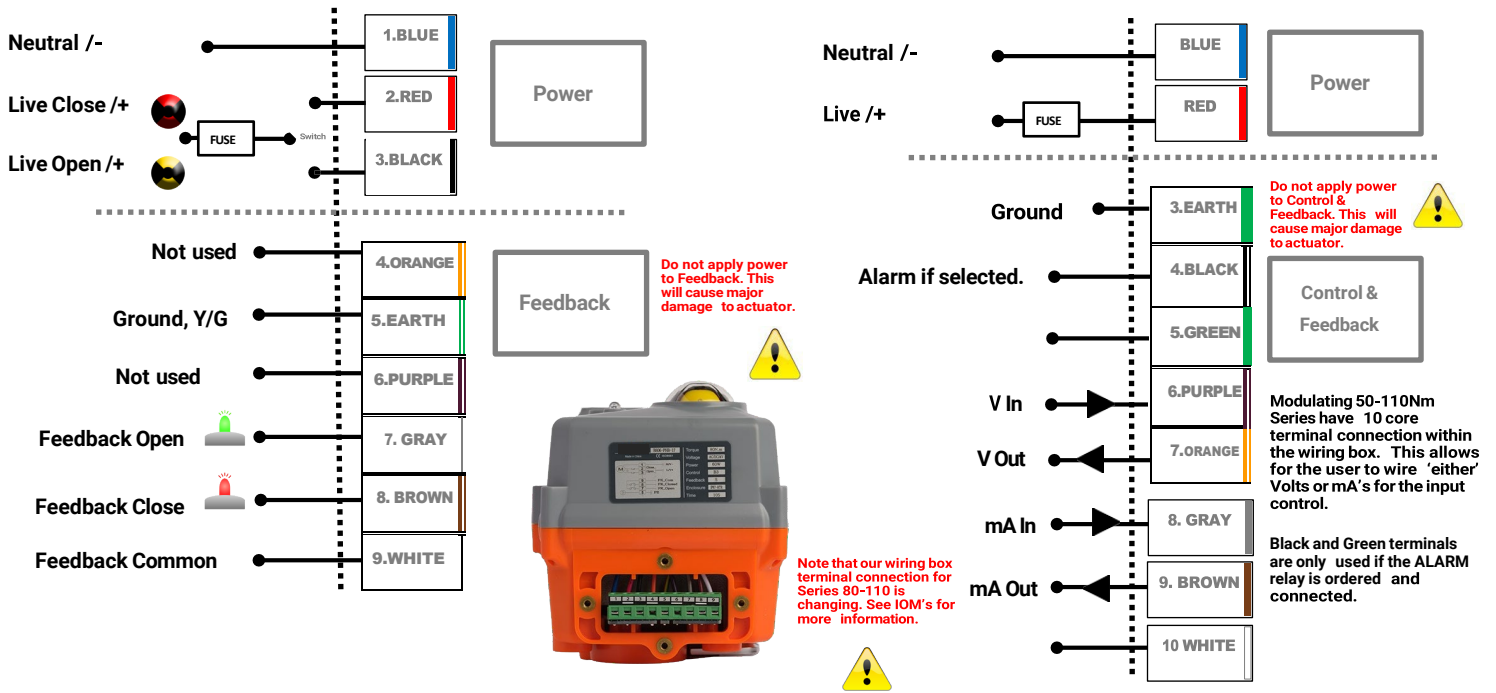 Neutral /-
1.BLUE
Live Close /+
2.RED
Power
FUSE
Switch
Live Open /+
3.BLACK
Not used
4.ORANGE
Ground, Y/G
5.EARTH
Feedback
Do not apply power
to Feedback. This
will cause major
damage to actuator.
Not used
6.PURPLE
Feedback Open
7. GRAY
Feedback Close
8. BROWN
Feedback Common
9.WHITE
Torque
Voltage
Power
Control
Feedback
Enclosure
Time
Note that our wiring box
terminal connection for
Series 80-110 is
changing. See IOM's for
more information.
Neutral /-
BLUE
Live /+
FUSE
RED
Power
Ground
3.EARTH
Do not apply power
to Control &
Feedback. This will
cause major damage
to actuator.
Alarm if selected.
4.BLACK
5.GREEN
Control &
Feedback
V In
6.PURPLE
V Out
7.ORANGE
mA In
8. GRAY
mA Out
9. BROWN
10 WHITE
Modulating 50-110Nm
Series have 10 core
terminal connection within
the wiring box. This allows
for the user to wire 'either'
Volts or mA's for the input
control.
Black and Green terminals
are only used if the ALARM
relay is ordered and
connected.